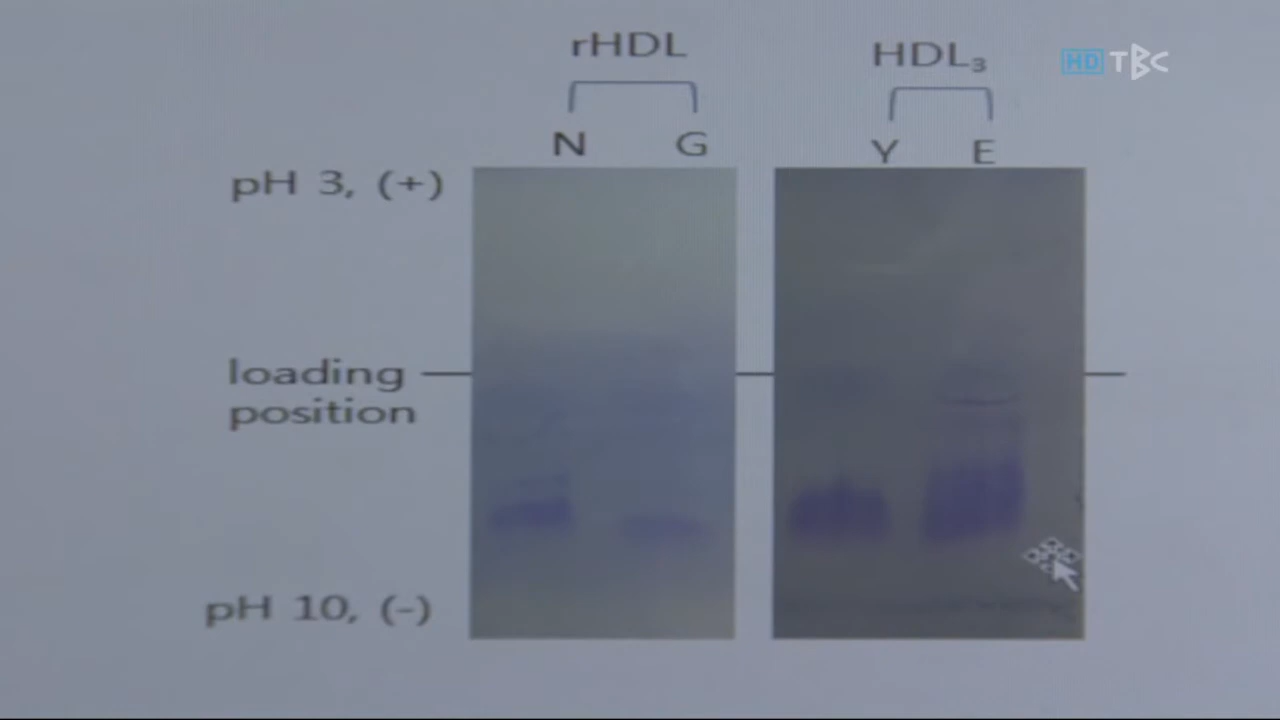 rHDL
HDL₃
HD TBC
N G
Y E
pH 3, (+)
loading
position
pH 10, (-)